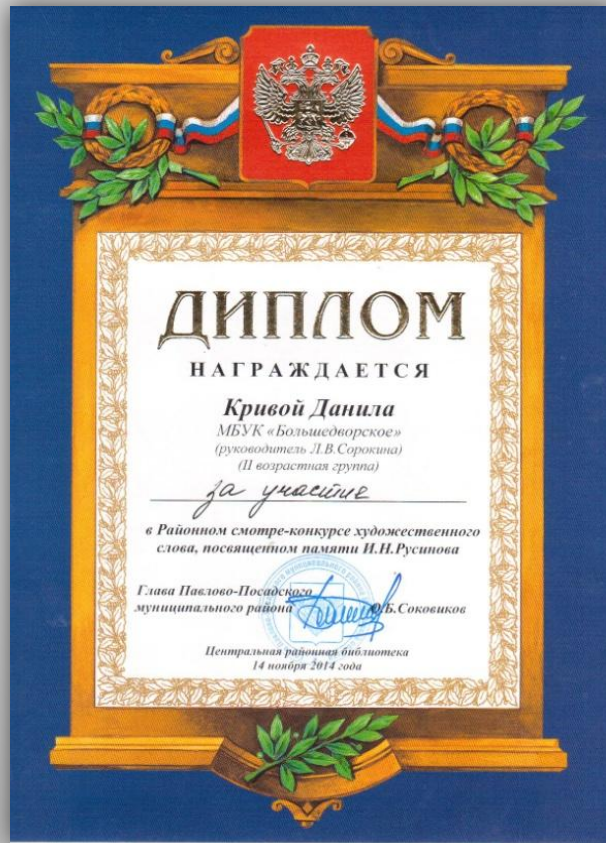 ДИПЛОМ
НАГРАЖДАЕТСЯ
Кривой Данила
МБУК «Большедворское»
(руководитель Л.В.Сорокина)
(II возрастная группа)
за участие
в Районном смотре-конкурсе художественного
слова, посвященном памяти И.Н.Русинова
Глава Павлово-Посадского
муниципального района О.Б.Соковиков
Центральная районная библиотека
14 ноября 2014 года